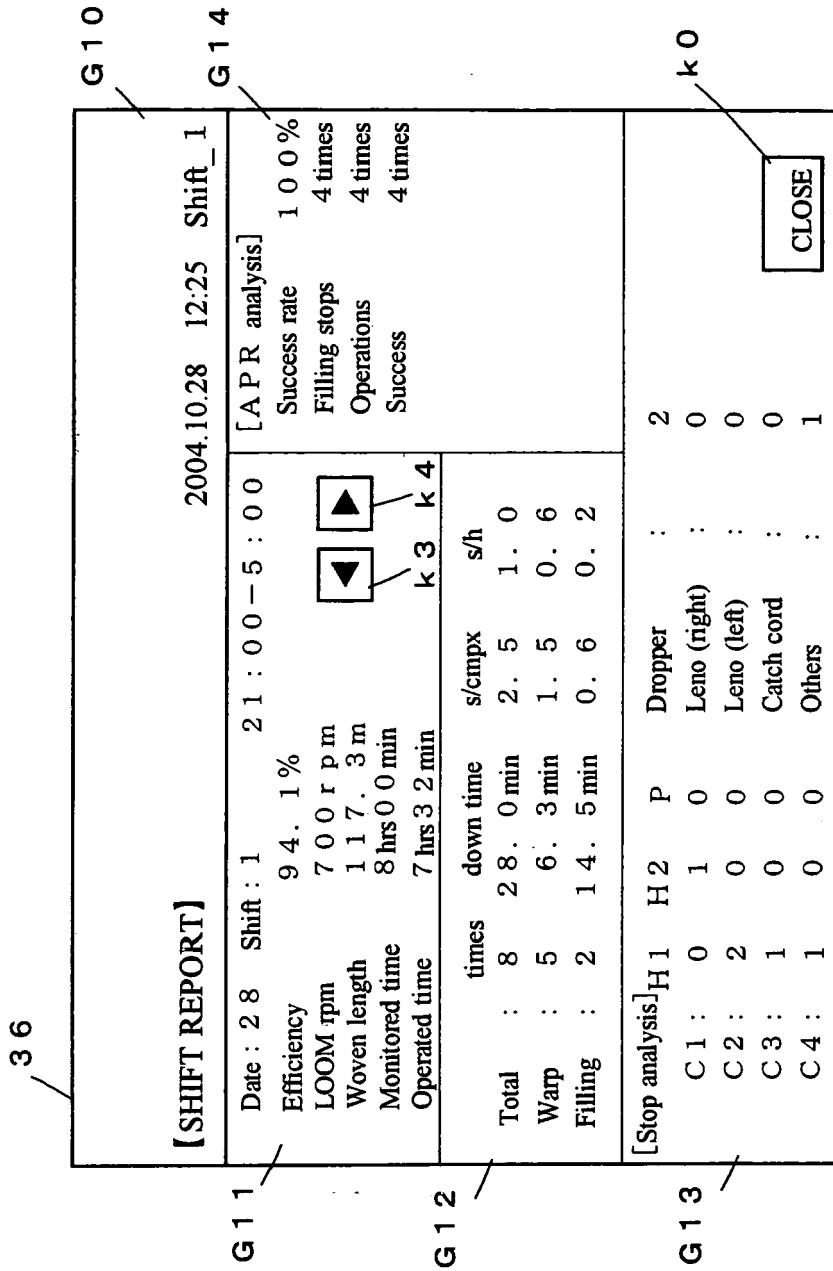 36
G10
【SHIFT REPORT】
2004.10.28 12:25 Shift_1
G11
Date : 28 Shift : 1 21:00−5:00
Efficiency 94.1%
LOOM rpm 700rpm
Woven length 117.3m
Monitored time 8hrs00min
Operated time 7hrs32min
◀ ▶
k3 k4
G14
[APR analysis]
Success rate 100%
Filling stops 4 times
Operations 4 times
Success 4 times
G12
times down time s/cmpx s/h
Total : 8 28.0min 2.5 1.0
Warp : 5 6.3min 1.5 0.6
Filling : 2 14.5min 0.6 0.2
G13
[Stop analysis] H1 H2 P
C1 : 0 1 0
C2 : 2 0 0
C3 : 1 0 0
C4 : 1 0 0
Dropper : 2
Leno (right) : 0
Leno (left) : 0
Catch cord : 0
Others : 1
k0
CLOSE